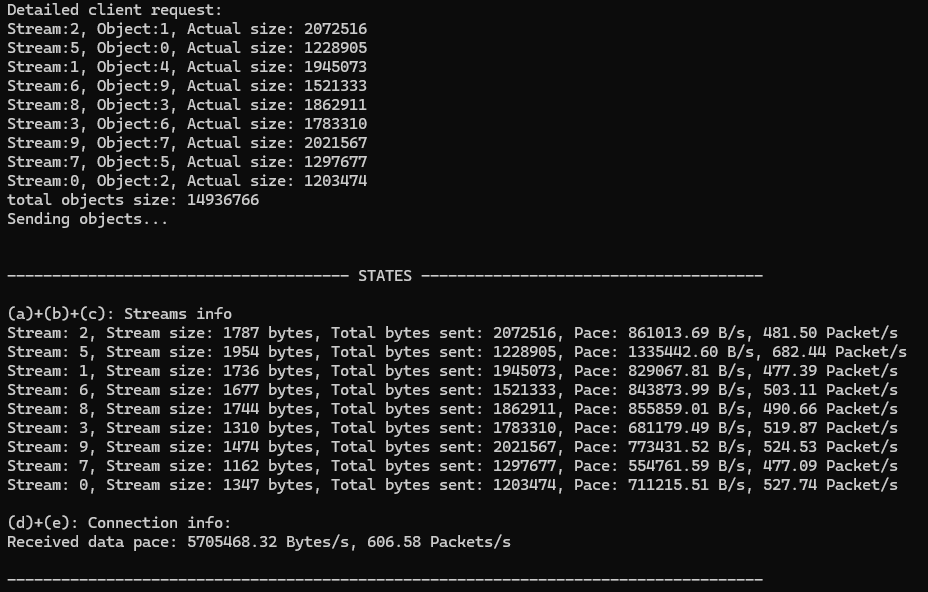 Detailed client request:
Stream:2, Object:1, Actual size: 2072516
Stream:5, Object:0, Actual size: 1228905
Stream:1, Object:4, Actual size: 1945073
Stream:6, Object:9, Actual size: 1521333
Stream:8, Object:3, Actual size: 1862911
Stream:3, Object:6, Actual size: 1783310
Stream:9, Object:7, Actual size: 2021567
Stream:7, Object:5, Actual size: 1297677
Stream:0, Object:2, Actual size: 1203474
total objects size: 14936766
Sending objects...
-------------------------------------- STATES --------------------------------------
(a)+(b)+(c): Streams info
Stream: 2, Stream size: 1787 bytes, Total bytes sent: 2072516, Pace: 861013.69 B/s, 481.50 Packet/s
Stream: 5, Stream size: 1954 bytes, Total bytes sent: 1228905, Pace: 1335442.60 B/s, 682.44 Packet/s
Stream: 1, Stream size: 1736 bytes, Total bytes sent: 1945073, Pace: 829067.81 B/s, 477.39 Packet/s
Stream: 6, Stream size: 1677 bytes, Total bytes sent: 1521333, Pace: 843873.99 B/s, 503.11 Packet/s
Stream: 8, Stream size: 1744 bytes, Total bytes sent: 1862911, Pace: 855859.01 B/s, 490.66 Packet/s
Stream: 3, Stream size: 1310 bytes, Total bytes sent: 1783310, Pace: 681179.49 B/s, 519.87 Packet/s
Stream: 9, Stream size: 1474 bytes, Total bytes sent: 2021567, Pace: 773431.52 B/s, 524.53 Packet/s
Stream: 7, Stream size: 1162 bytes, Total bytes sent: 1297677, Pace: 554761.59 B/s, 477.09 Packet/s
Stream: 0, Stream size: 1347 bytes, Total bytes sent: 1203474, Pace: 711215.51 B/s, 527.74 Packet/s
(d)+(e): Connection info:
Received data pace: 5705468.32 Bytes/s, 606.58 Packets/s
------------------------------------------------------------------------------------